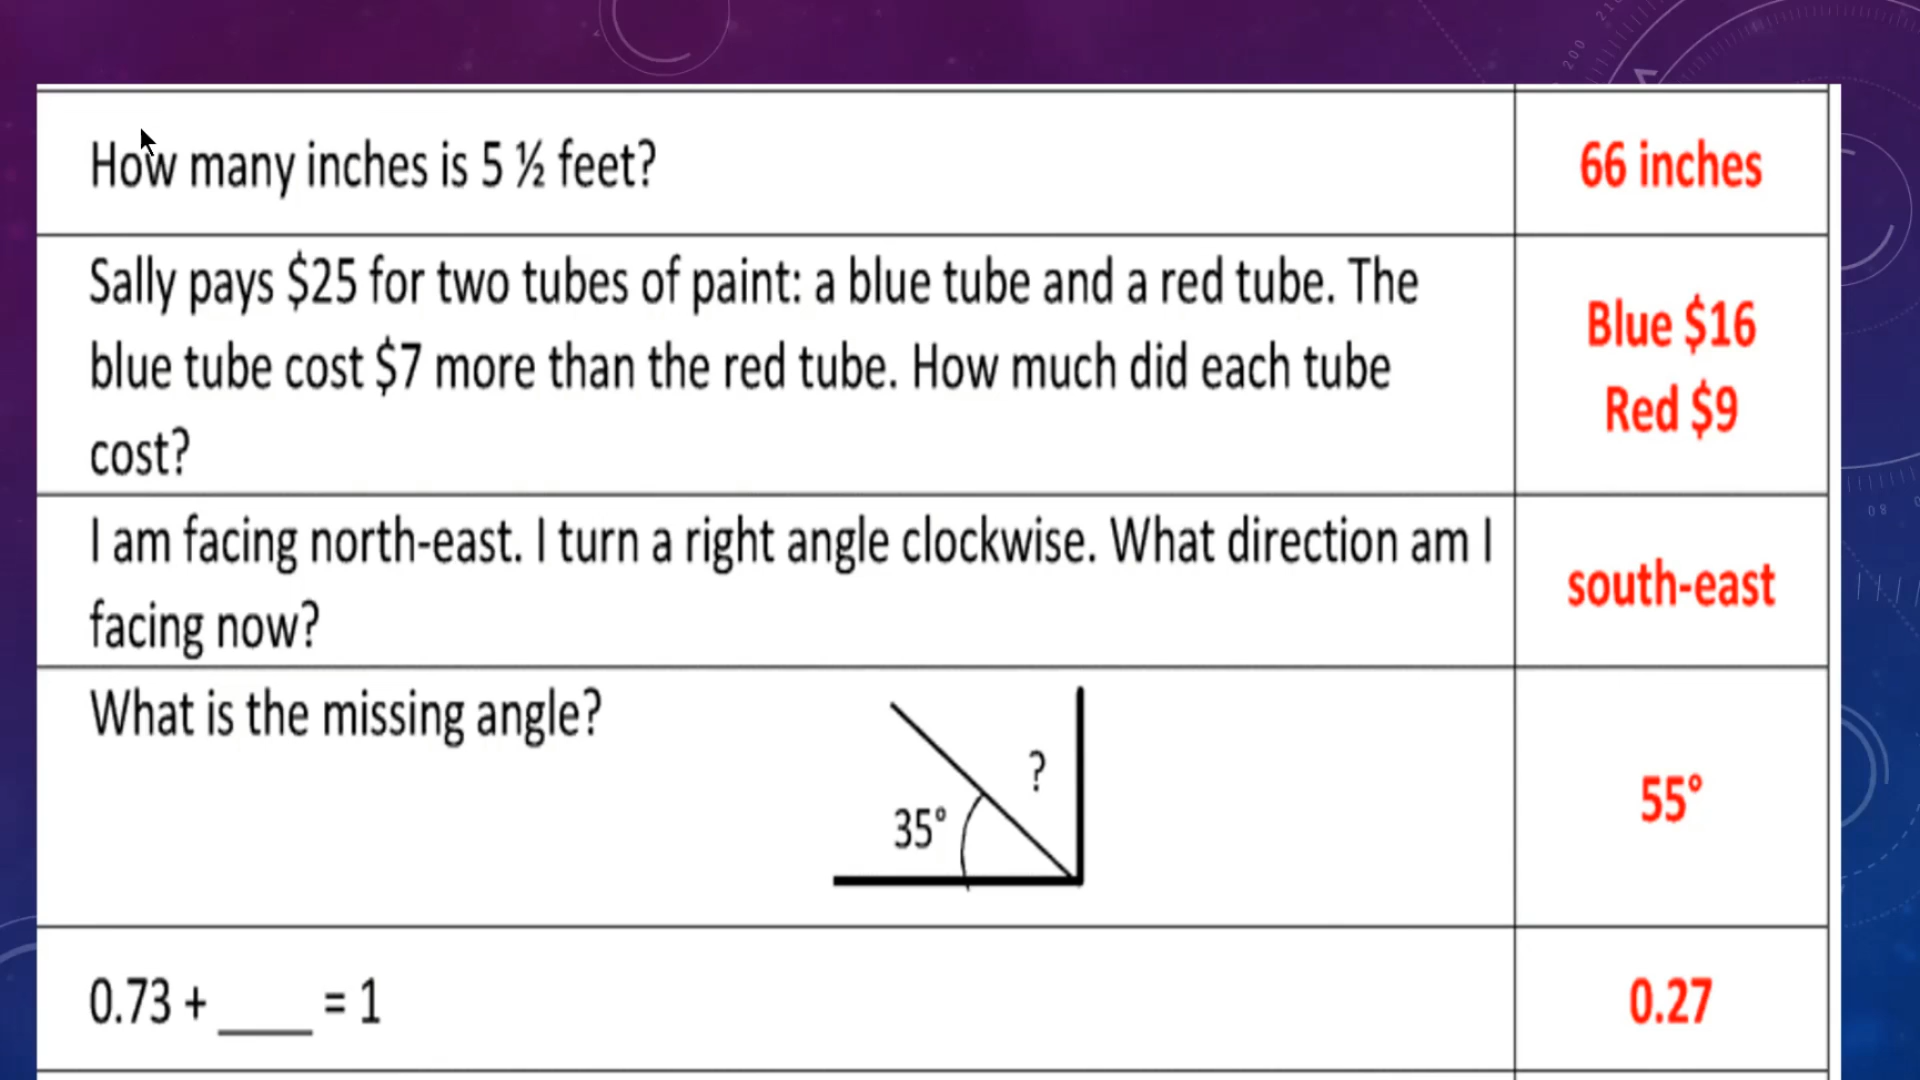 How many inches is 5 ½ feet?
66 inches
Sally pays $25 for two tubes of paint: a blue tube and a red tube. The
blue tube cost $7 more than the red tube. How much did each tube
cost?
Blue $16
Red $9
I am facing north-east. I turn a right angle clockwise. What direction am I
facing now?
south-east
What is the missing angle?
?
35°
55°
0.73 + ____ = 1
0.27